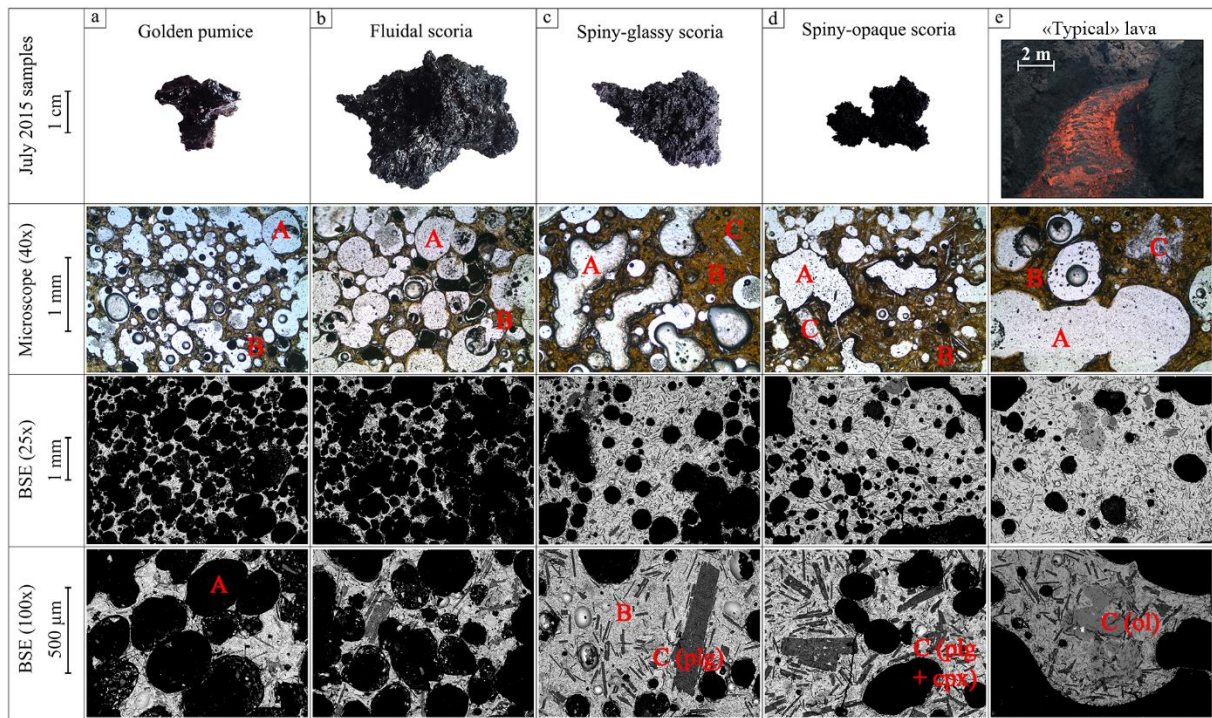 a
Golden pumice
b
Fluidal scoria
c
Spiny-glassy scoria
d
Spiny-opaque scoria
e
«Typical» lava
July 2015 samples
1 cm
2 m
Microscope (40x)
1 mm
A
B
A
B
A
B
C
A
C
B
B
C
A
BSE (25x)
1 mm
BSE (100x)
500 µm
A
B
C (plg)
C (plg
+ cpx)
C (ol)